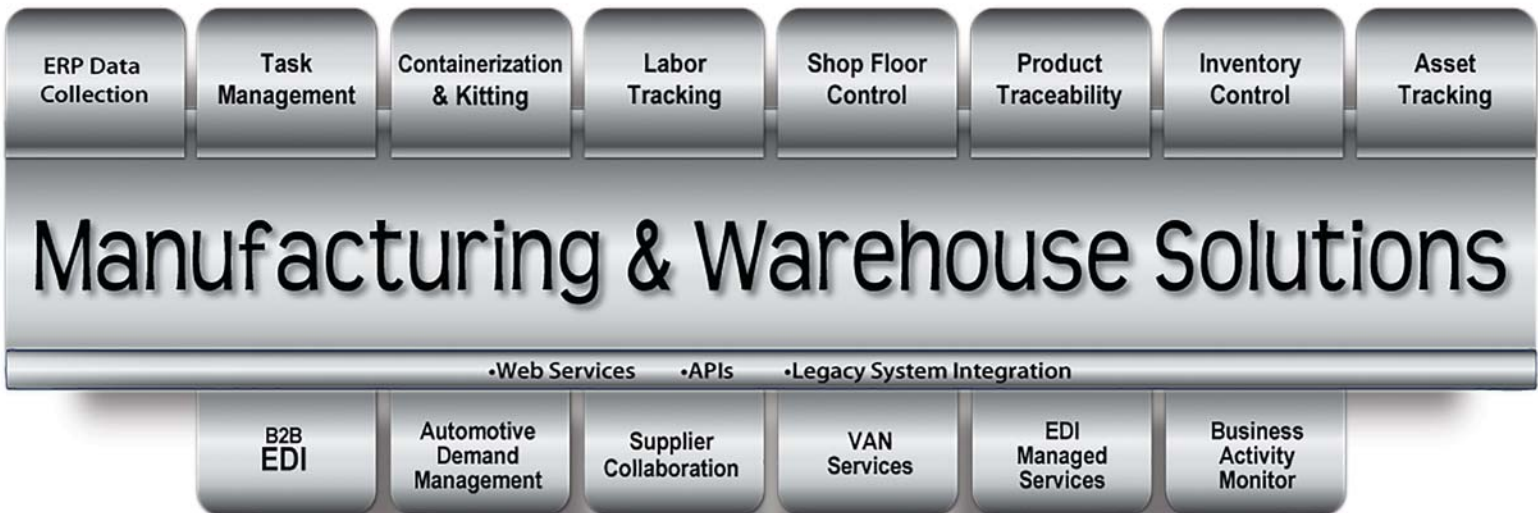 ERP Data
Collection
Task
Management
Containerization
& Kitting
Labor
Tracking
Shop Floor
Control
Product
Traceability
Inventory
Control
Asset
Tracking
Manufacturing & Warehouse Solutions
•Web Services •APIs •Legacy System Integration
B2B
EDI
Automotive
Demand
Management
Supplier
Collaboration
VAN
Services
EDI
Managed
Services
Business
Activity
Monitor